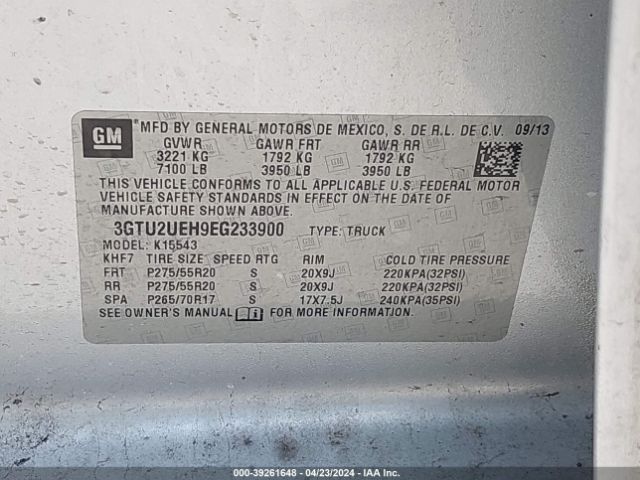 GM ®MFD BY GENERAL MOTORS DE MEXICO, S. DE R.L. DE C.V. 09/13
GVWR GAWR FRT GAWR RR
3221 KG 1792 KG 1792 KG
7100 LB 3950 LB 3950 LB
THIS VEHICLE CONFORMS TO ALL APPLICABLE U.S. FEDERAL MOTOR
VEHICLE SAFETY STANDARDS IN EFFECT ON THE DATE OF
MANUFACTURE SHOWN ABOVE.
3GTU2UEH9EG233900 TYPE: TRUCK
MODEL: K15543
KHF7 TIRE SIZE SPEED RTG RIM COLD TIRE PRESSURE
FRT P275/55R20 S 20X9J 220KPA(32PSI)
RR P275/55R20 S 20X9J 220KPA(32PSI)
SPA P265/70R17 S 17X7.5J 240KPA(35PSI)
SEE OWNER'S MANUAL FOR MORE INFORMATION.
000-39261648 - 04/23/2024 - IAA Inc.